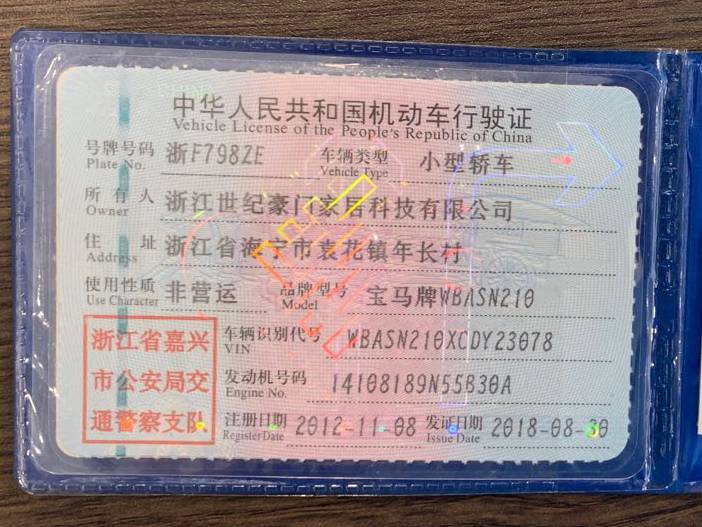 中华人民共和国机动车行驶证
Vehicle License of the People's Republic of China
号牌号码 浙F798ZE 车辆类型 小型轿车
Plate No. Vehicle Type
所有人 浙江世纪豪门家居科技有限公司
Owner
住址 浙江省海宁市袁花镇年长村
Address
使用性质 非营运 品牌型号 宝马牌WBASN210
Use Character Model
浙江省嘉兴
市公安局交
通警察支队
车辆识别代号 WBASN210XCDY23078
VIN
发动机号码 14108189N55B30A
Engine No.
注册日期 2012-11-08 发证日期 2018-08-30
Register Date Issue Date